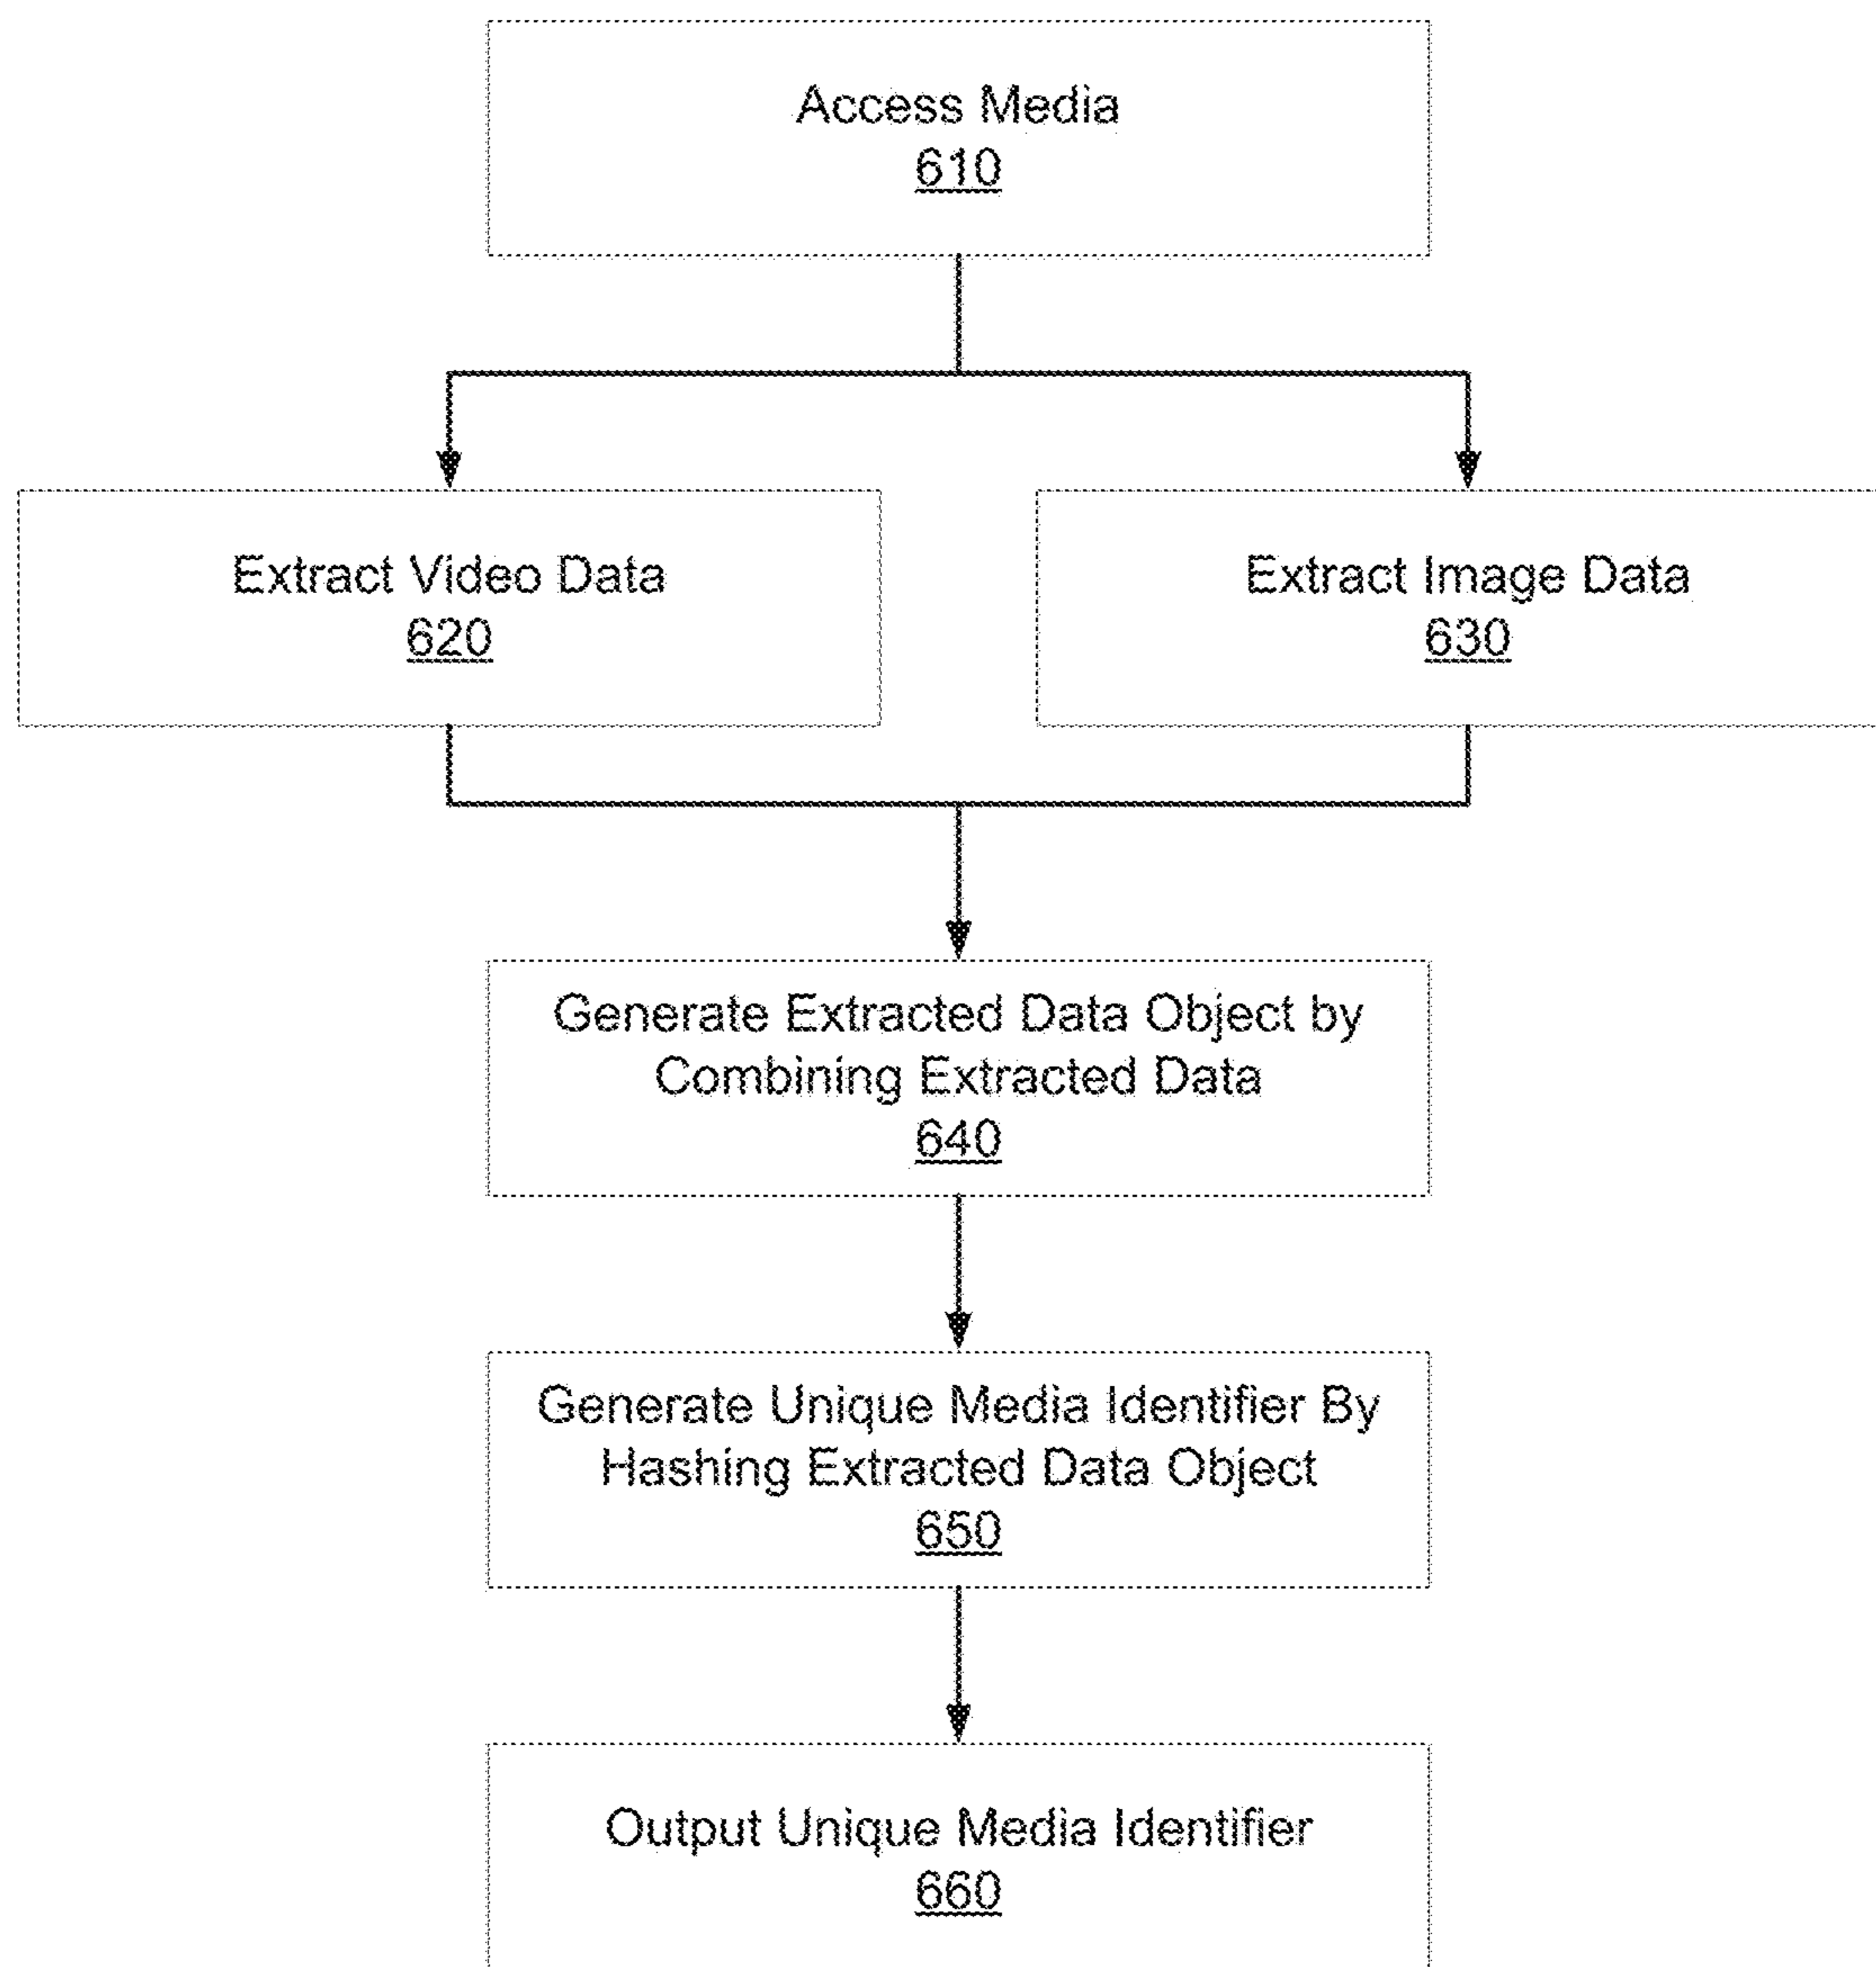 Access Media
610
Extract Video Data
620
Extract Image Data
630
Generate Extracted Data Object by
Combining Extracted Data
640
Generate Unique Media Identifier By
Hashing Extracted Data Object
650
Output Unique Media Identifier
660